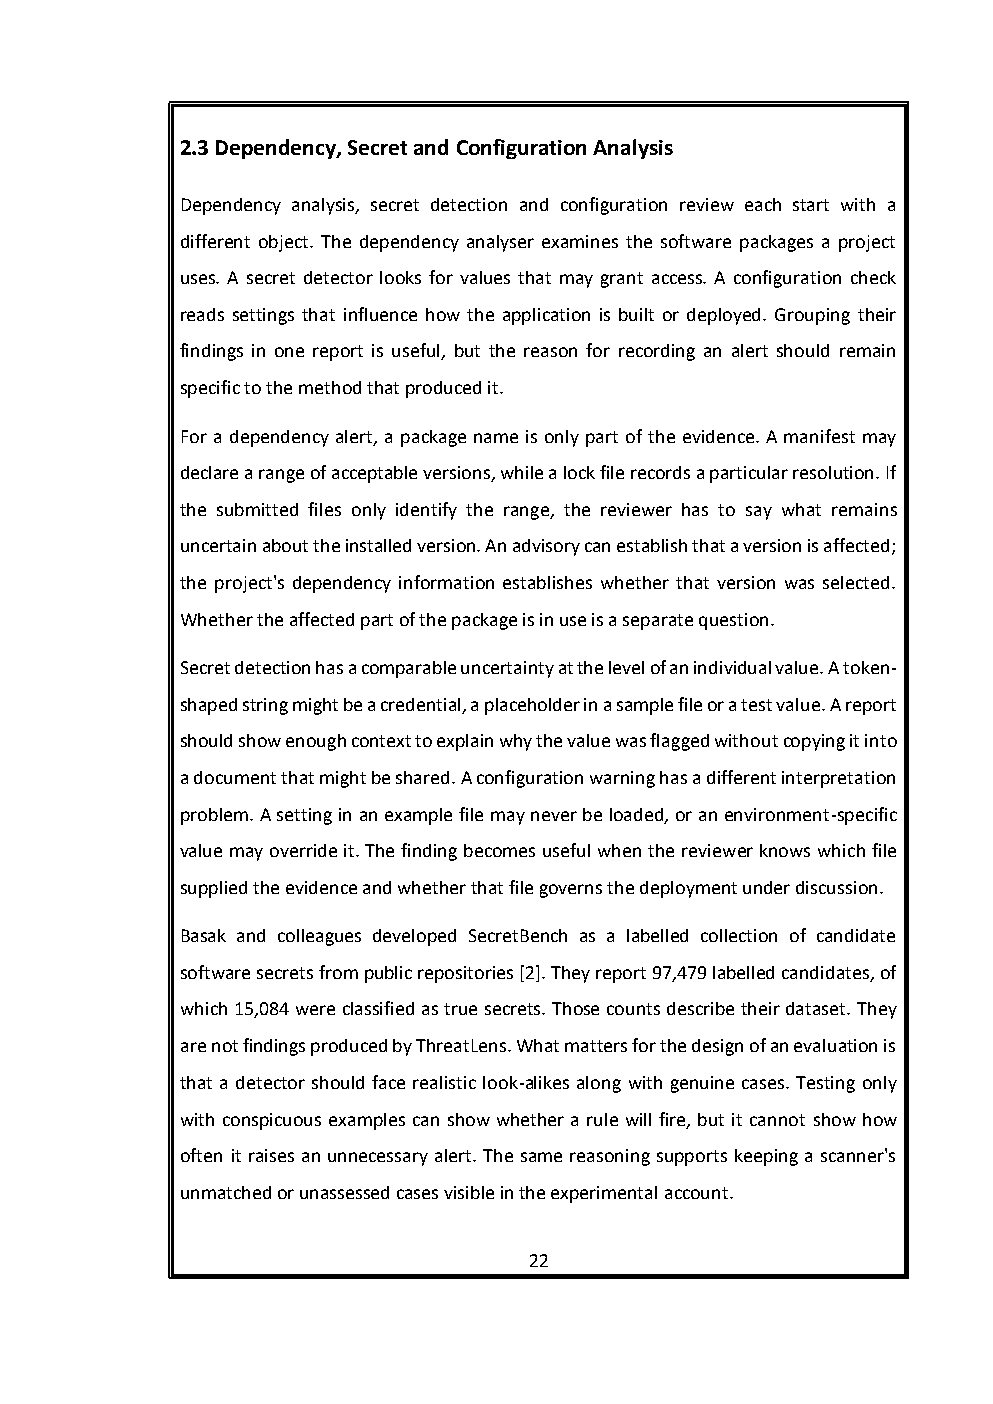 2.3 Dependency, Secret and Configuration Analysis
Dependency analysis, secret detection and configuration review each start with a
different object. The dependency analyser examines the software packages a project
uses. A secret detector looks for values that may grant access. A configuration check
reads settings that influence how the application is built or deployed. Grouping their
findings in one report is useful, but the reason for recording an alert should remain
specific to the method that produced it.
For a dependency alert, a package name is only part of the evidence. A manifest may
declare a range of acceptable versions, while a lock file records a particular resolution. If
the submitted files only identify the range, the reviewer has to say what remains
uncertain about the installed version. An advisory can establish that a version is affected;
the project's dependency information establishes whether that version was selected.
Whether the affected part of the package is in use is a separate question.
Secret detection has a comparable uncertainty at the level of an individual value. A token-
shaped string might be a credential, a placeholder in a sample file or a test value. A report
should show enough context to explain why the value was flagged without copying it into
a document that might be shared. A configuration warning has a different interpretation
problem. A setting in an example file may never be loaded, or an environment-specific
value may override it. The finding becomes useful when the reviewer knows which file
supplied the evidence and whether that file governs the deployment under discussion.
Basak and colleagues developed SecretBench as a labelled collection of candidate
software secrets from public repositories [2]. They report 97,479 labelled candidates, of
which 15,084 were classified as true secrets. Those counts describe their dataset. They
are not findings produced by ThreatLens. What matters for the design of an evaluation is
that a detector should face realistic look-alikes along with genuine cases. Testing only
with conspicuous examples can show whether a rule will fire, but it cannot show how
often it raises an unnecessary alert. The same reasoning supports keeping a scanner's
unmatched or unassessed cases visible in the experimental account.
22